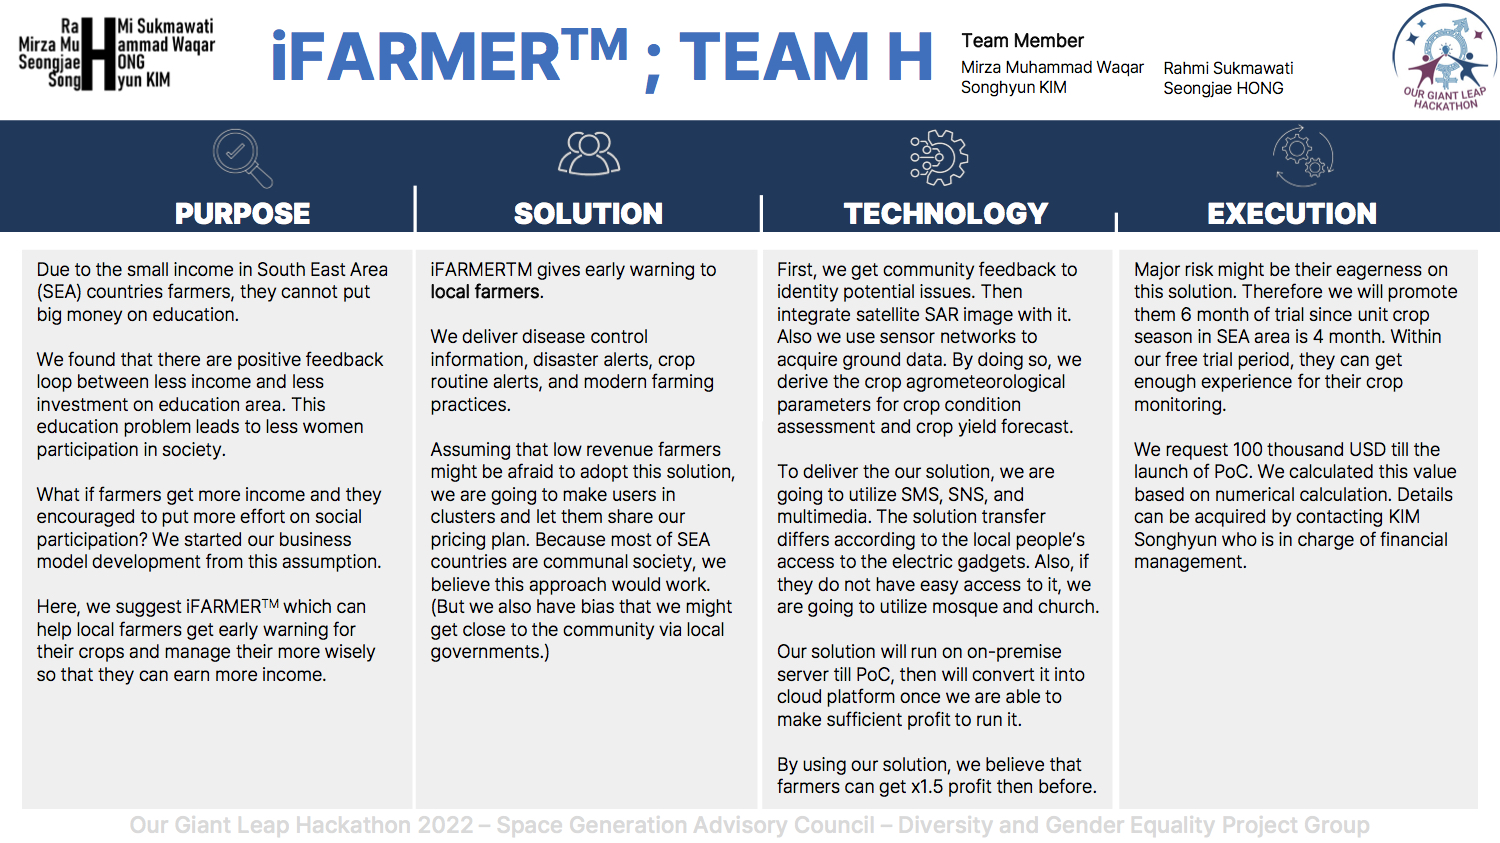 Ra H Mi Sukmawati
Mirza Mu H ammad Waqar
Seongjae H ONG
Song H yun KIM
iFARMER™ ; TEAM H
Team Member
Mirza Muhammad Waqar
Songhyun KIM
Rahmi Sukmawati
Seongjae HONG
OUR GIANT LEAP
HACKATHON
PURPOSE
Due to the small income in South East Area
(SEA) countries farmers, they cannot put
big money on education.
We found that there are positive feedback
loop between less income and less
investment on education area. This
education problem leads to less women
participation in society.
What if farmers get more income and they
encouraged to put more effort on social
participation? We started our business
model development from this assumption.
Here, we suggest iFARMER™ which can
help local farmers get early warning for
their crops and manage their more wisely
so that they can earn more income.
SOLUTION
iFARMERTM gives early warning to
local farmers.
We deliver disease control
information, disaster alerts, crop
routine alerts, and modern farming
practices.
Assuming that low revenue farmers
might be afraid to adopt this solution,
we are going to make users in
clusters and let them share our
pricing plan. Because most of SEA
countries are communal society, we
believe this approach would work.
(But we also have bias that we might
get close to the community via local
governments.)
TECHNOLOGY
First, we get community feedback to
identity potential issues. Then
integrate satellite SAR image with it.
Also we use sensor networks to
acquire ground data. By doing so, we
derive the crop agrometeorological
parameters for crop condition
assessment and crop yield forecast.
To deliver the our solution, we are
going to utilize SMS, SNS, and
multimedia. The solution transfer
differs according to the local people's
access to the electric gadgets. Also, if
they do not have easy access to it, we
are going to utilize mosque and church.
Our solution will run on on-premise
server till PoC, then will convert it into
cloud platform once we are able to
make sufficient profit to run it.
By using our solution, we believe that
farmers can get x1.5 profit then before.
EXECUTION
Major risk might be their eagerness on
this solution. Therefore we will promote
them 6 month of trial since unit crop
season in SEA area is 4 month. Within
our free trial period, they can get
enough experience for their crop
monitoring.
We request 100 thousand USD till the
launch of PoC. We calculated this value
based on numerical calculation. Details
can be acquired by contacting KIM
Songhyun who is in charge of financial
management.
Our Giant Leap Hackathon 2022 – Space Generation Advisory Council – Diversity and Gender Equality Project Group